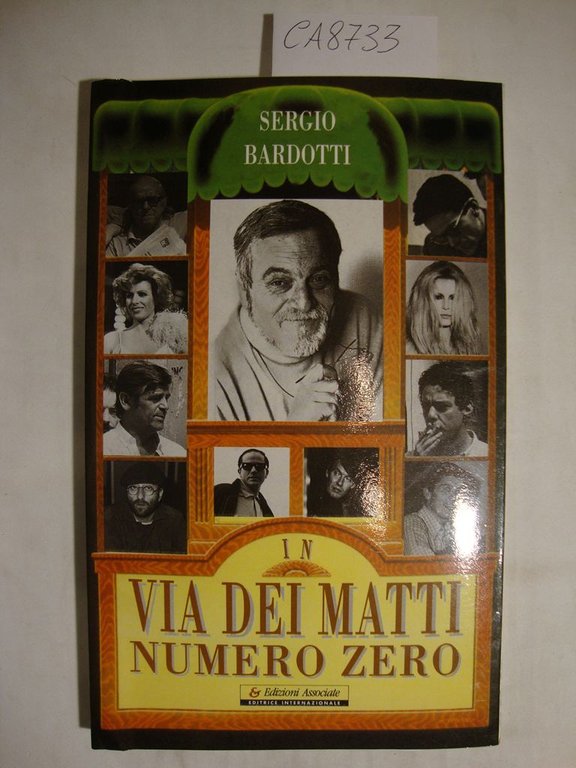 CA8733
SERGIO
BARDOTTI
IN
VIA DEI MATTI
NUMERO ZERO
& Edizioni Associate
EDITRICE INTERNAZIONALE